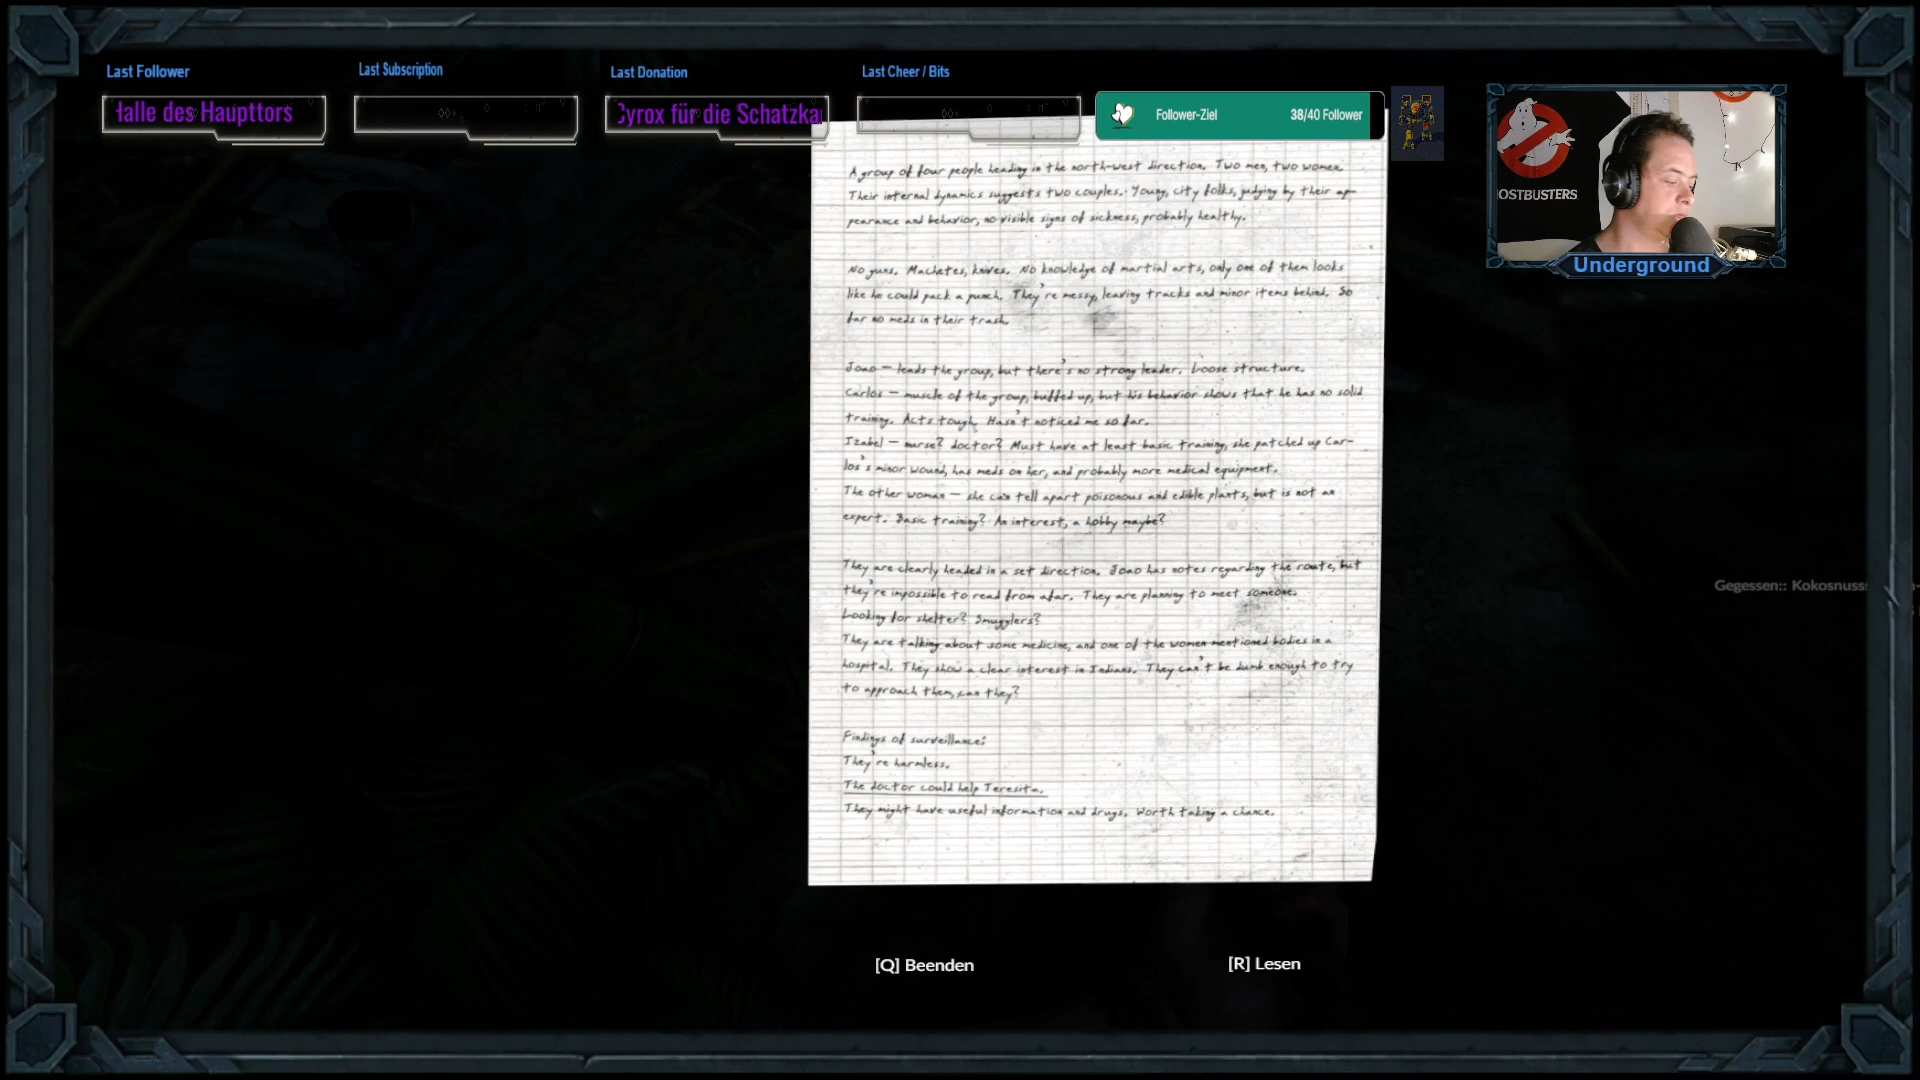 Last Follower
Last Subscription
Last Donation
Last Cheer / Bits
Halle des Haupttors
Gyrox für die Schatzka
Follower-Ziel
38/40 Follower
OSTBUSTERS
Underground
A group of four people heading in the north-west direction. Two men, two women.
Their internal dynamics suggests two couples. Young, city folks, judging by their ap-
pearance and behavior, no visible signs of sickness, probably healthy.
No guns. Machetes, knives. No knowledge of martial arts, only one of them looks
like he could pack a punch. They're messy, leaving tracks and minor items behind. So
far no meds in their trash.
Joao — leads the group, but there's no strong leader. Loose structure.
Carlos — muscle of the group, buffed up, but his behavior shows that he has no solid
training. Acts tough. Hasn't noticed me so far.
Izabel — nurse? doctor? Must have at least basic training, she patched up Car-
los's minor wound, has meds on her, and probably more medical equipment.
The other woman — she can tell apart poisonous and edible plants, but is not an
expert. Basic training? An interest, a hobby maybe?
They are clearly headed in a set direction. Joao has notes regarding the route, but
they're impossible to read from afar. They are planning to meet someone.
Looking for shelter? Smugglers?
They are talking about some medicine, and one of the women mentioned bodies in a
hospital. They show a clear interest in Indians. They can't be dumb enough to try
to approach them, can they?
Findings of surveillance:
They're harmless.
The doctor could help Teresita.
They might have useful information and drugs. Worth taking a chance.
Gegessen:: Kokosnuss
[Q] Beenden
[R] Lesen